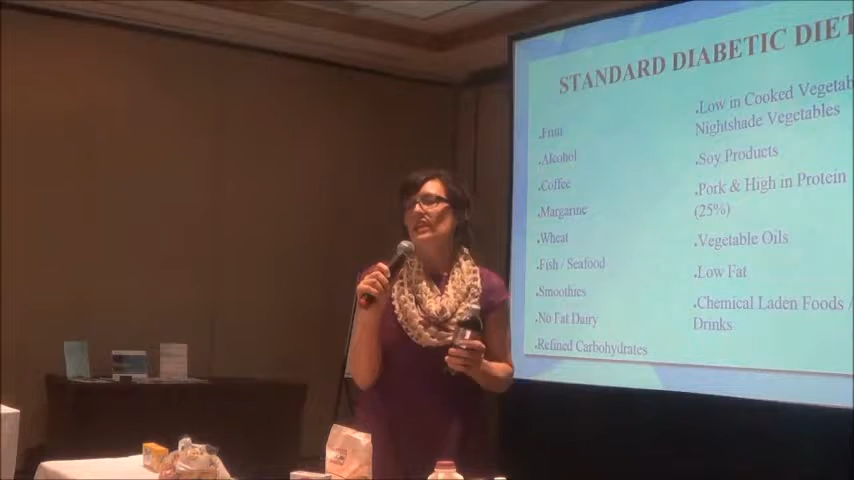 STANDARD DIABETIC DIET
.Fruit
.Alcohol
.Coffee
.Margarine
.Wheat
.Fish / Seafood
.Smoothies
.No Fat Dairy
.Refined Carbohydrates
.Low in Cooked Vegetab
Nightshade Vegetables
.Soy Products
.Pork & High in Protein
(25%)
.Vegetable Oils
.Low Fat
.Chemical Laden Foods /
Drinks